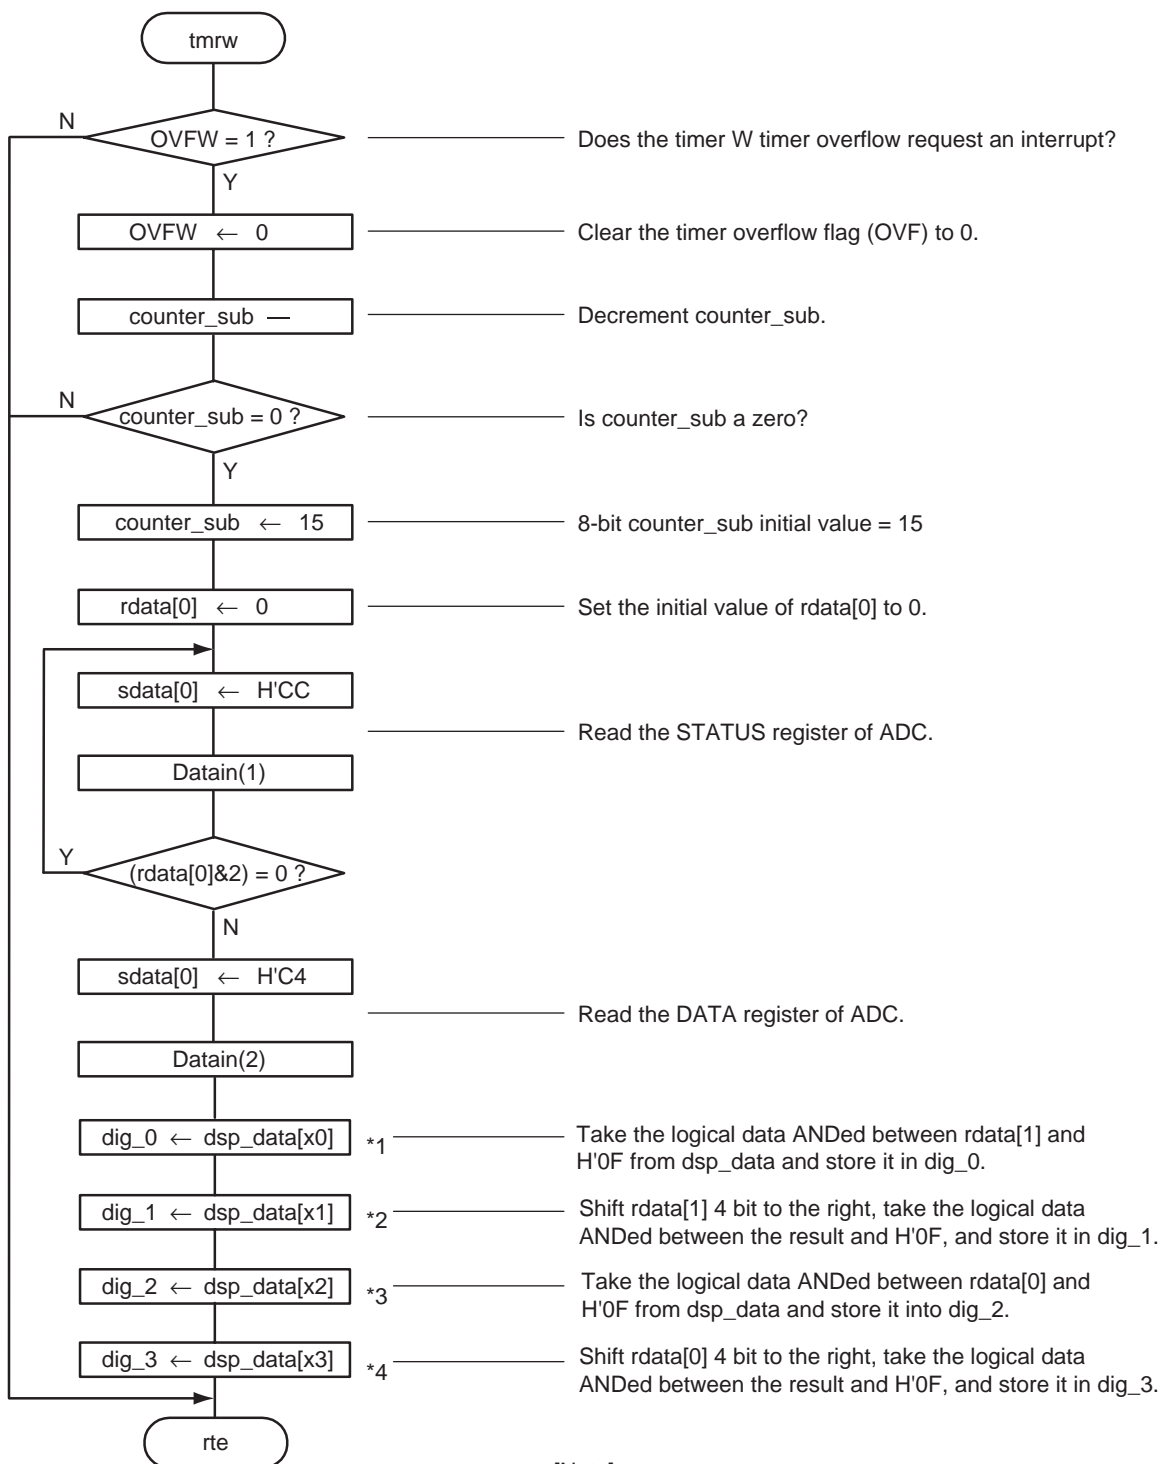 tmrw
N
OVFW = 1 ?
Does the timer W timer overflow request an interrupt?
Y
OVFW ← 0
Clear the timer overflow flag (OVF) to 0.
counter_sub —
Decrement counter_sub.
N
counter_sub = 0 ?
Is counter_sub a zero?
Y
counter_sub ← 15
8-bit counter_sub initial value = 15
rdata[0] ← 0
Set the initial value of rdata[0] to 0.
sdata[0] ← H'CC
Read the STATUS register of ADC.
Datain(1)
Y
(rdata[0]&2) = 0 ?
N
sdata[0] ← H'C4
Read the DATA register of ADC.
Datain(2)
dig_0 ← dsp_data[x0]
*1
Take the logical data ANDed between rdata[1] and
H'0F from dsp_data and store it in dig_0.
dig_1 ← dsp_data[x1]
*2
Shift rdata[1] 4 bit to the right, take the logical data
ANDed between the result and H'0F, and store it in dig_1.
dig_2 ← dsp_data[x2]
*3
Take the logical data ANDed between rdata[0] and
H'0F from dsp_data and store it into dig_2.
dig_3 ← dsp_data[x3]
*4
Shift rdata[0] 4 bit to the right, take the logical data
ANDed between the result and H'0F, and store it in dig_3.
rte